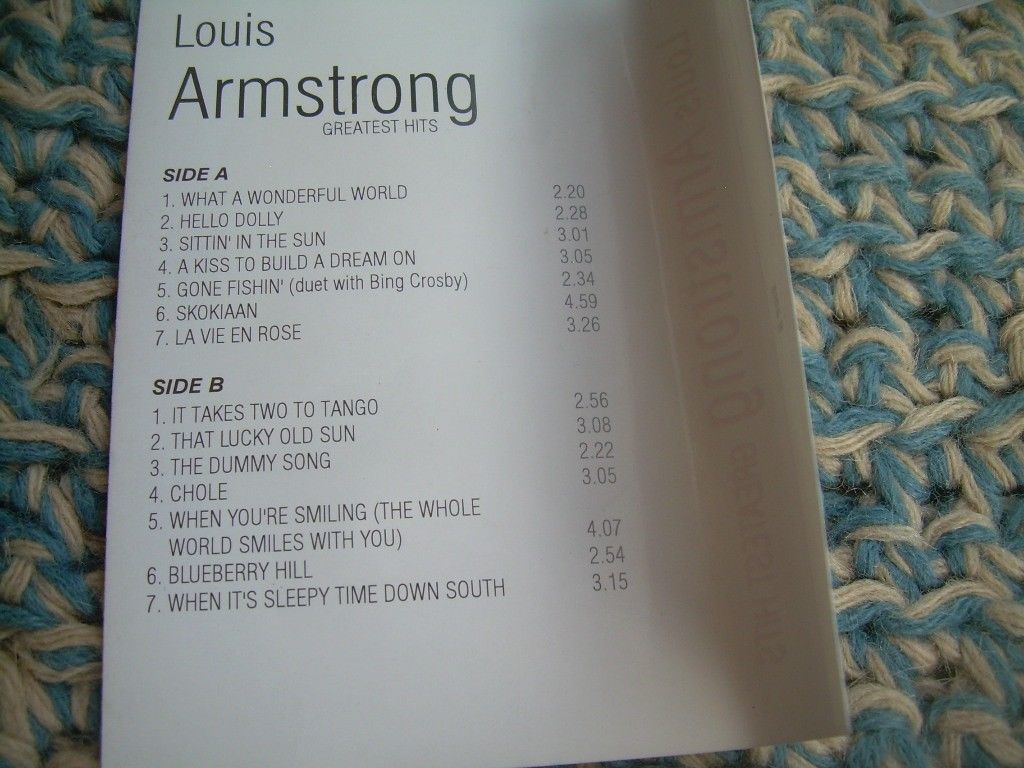 Louis
Armstrong
GREATEST HITS
SIDE A
1. WHAT A WONDERFUL WORLD 2.20
2. HELLO DOLLY 2.28
3. SITTIN' IN THE SUN 3.01
4. A KISS TO BUILD A DREAM ON 3.05
5. GONE FISHIN' (duet with Bing Crosby) 2.34
6. SKOKIAAN 4.59
7. LA VIE EN ROSE 3.26
SIDE B
1. IT TAKES TWO TO TANGO 2.56
2. THAT LUCKY OLD SUN 3.08
3. THE DUMMY SONG 2.22
4. CHOLE 3.05
5. WHEN YOU'RE SMILING (THE WHOLE
WORLD SMILES WITH YOU) 4.07
6. BLUEBERRY HILL 2.54
7. WHEN IT'S SLEEPY TIME DOWN SOUTH 3.15
Louis Armstrong GREATEST HITS